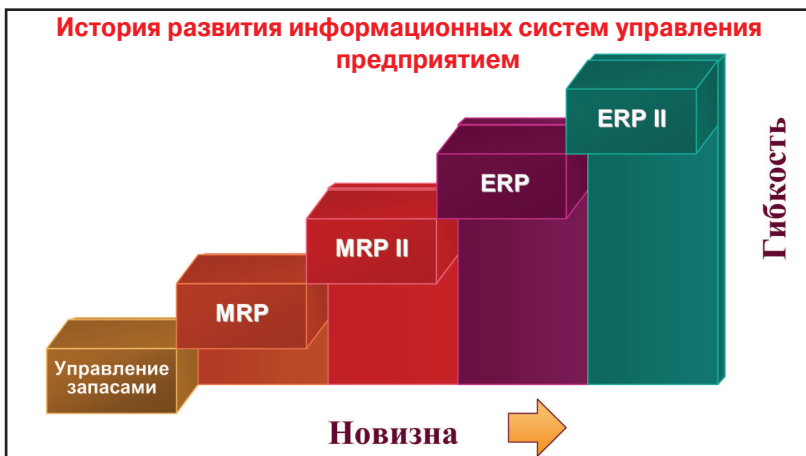 История развития информационных систем управления
предприятием
ERP II
ERP
MRP II
MRP
Управление
запасами
Гибкость
Новизна